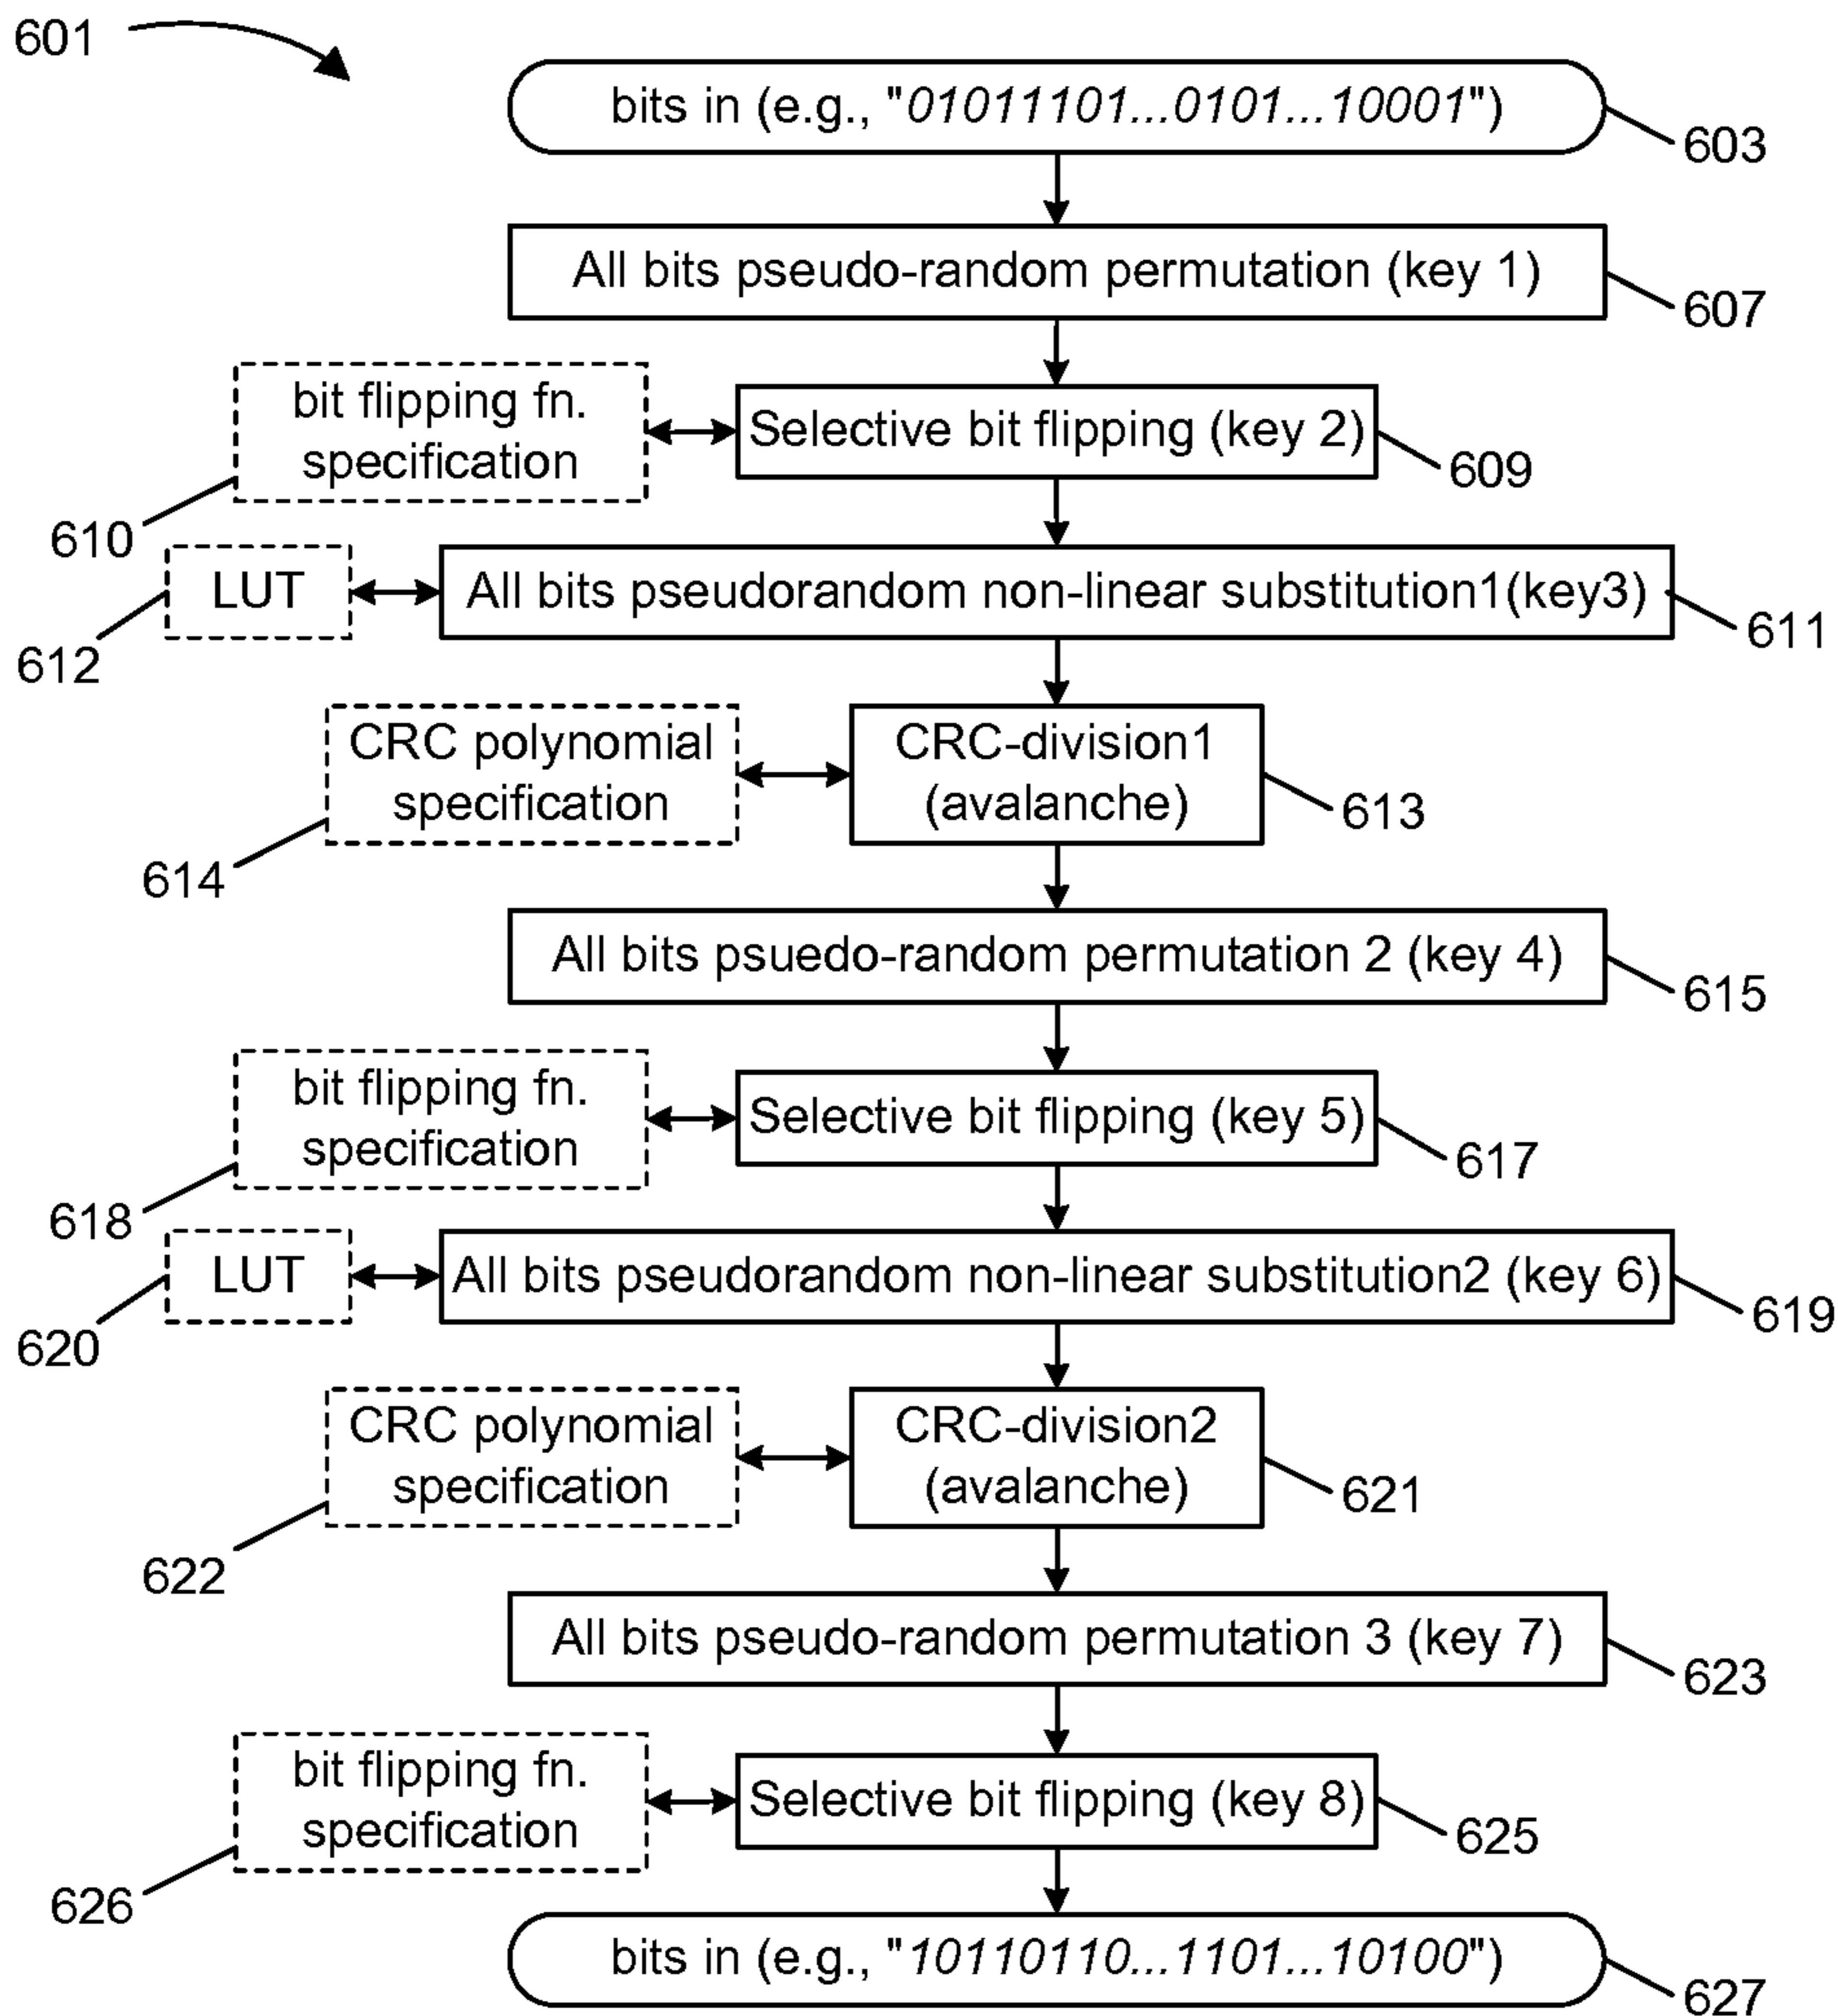 601
bits in (e.g., "01011101...0101...10001")
603
All bits pseudo-random permutation (key 1)
607
bit flipping fn.
specification
610
Selective bit flipping (key 2)
609
LUT
612
All bits pseudorandom non-linear substitution1(key3)
611
CRC polynomial
specification
614
CRC-division1
(avalanche)
613
All bits psuedo-random permutation 2 (key 4)
615
bit flipping fn.
specification
618
Selective bit flipping (key 5)
617
LUT
620
All bits pseudorandom non-linear substitution2 (key 6)
619
CRC polynomial
specification
622
CRC-division2
(avalanche)
621
All bits pseudo-random permutation 3 (key 7)
623
bit flipping fn.
specification
626
Selective bit flipping (key 8)
625
bits in (e.g., "10110110...1101...10100")
627